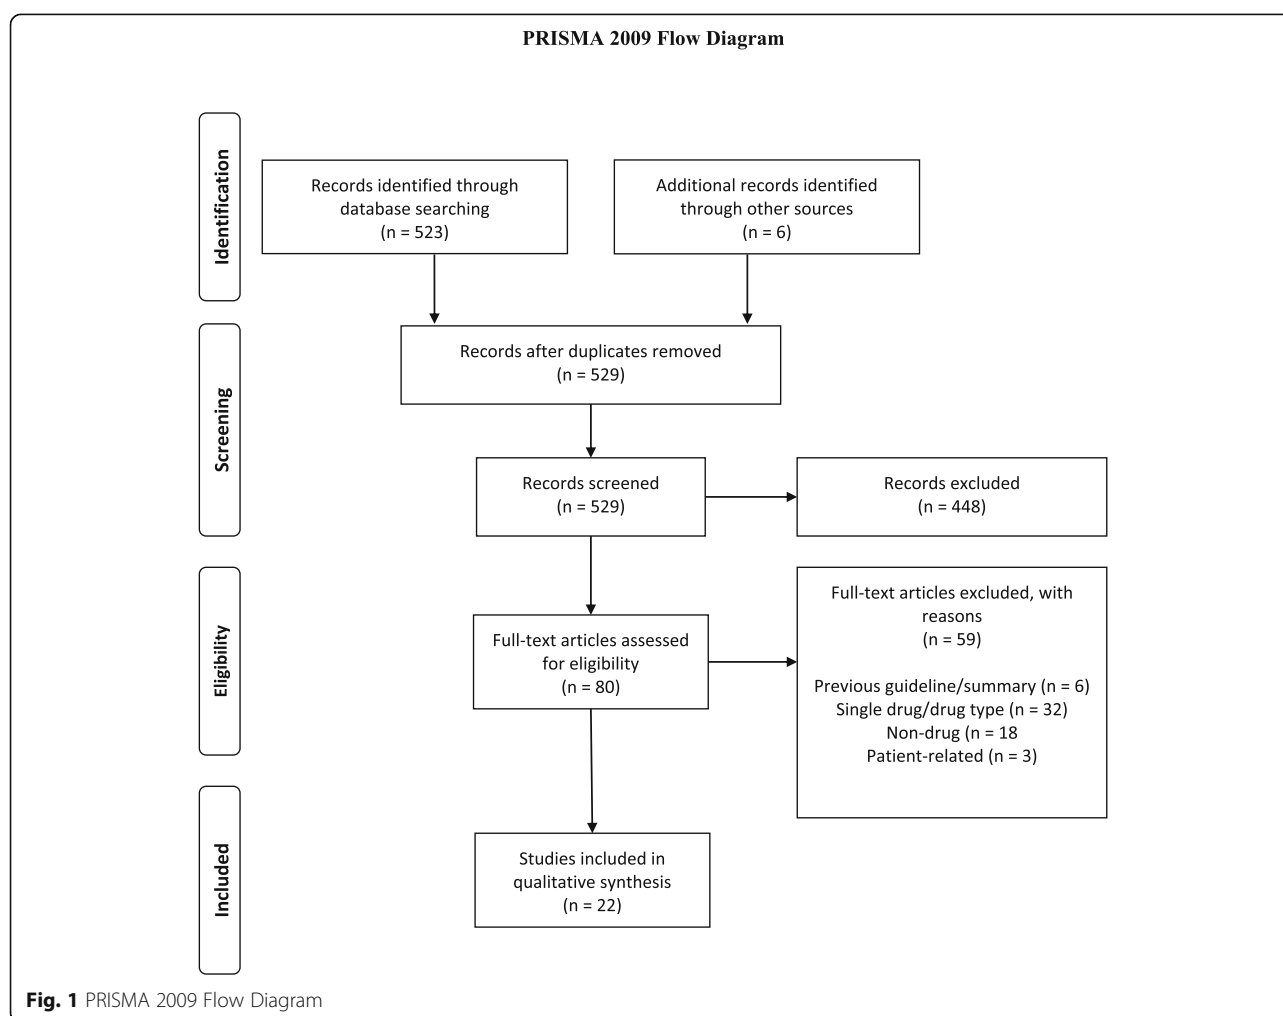 PRISMA 2009 Flow Diagram
Identification
Records identified through
database searching
(n = 523)
Additional records identified
through other sources
(n = 6)
Screening
Records after duplicates removed
(n = 529)
Records screened
(n = 529)
Records excluded
(n = 448)
Eligibility
Full-text articles assessed
for eligibility
(n = 80)
Full-text articles excluded, with
reasons
(n = 59)
Previous guideline/summary (n = 6)
Single drug/drug type (n = 32)
Non-drug (n = 18
Patient-related (n = 3)
Included
Studies included in
qualitative synthesis
(n = 22)
Fig. 1 PRISMA 2009 Flow Diagram